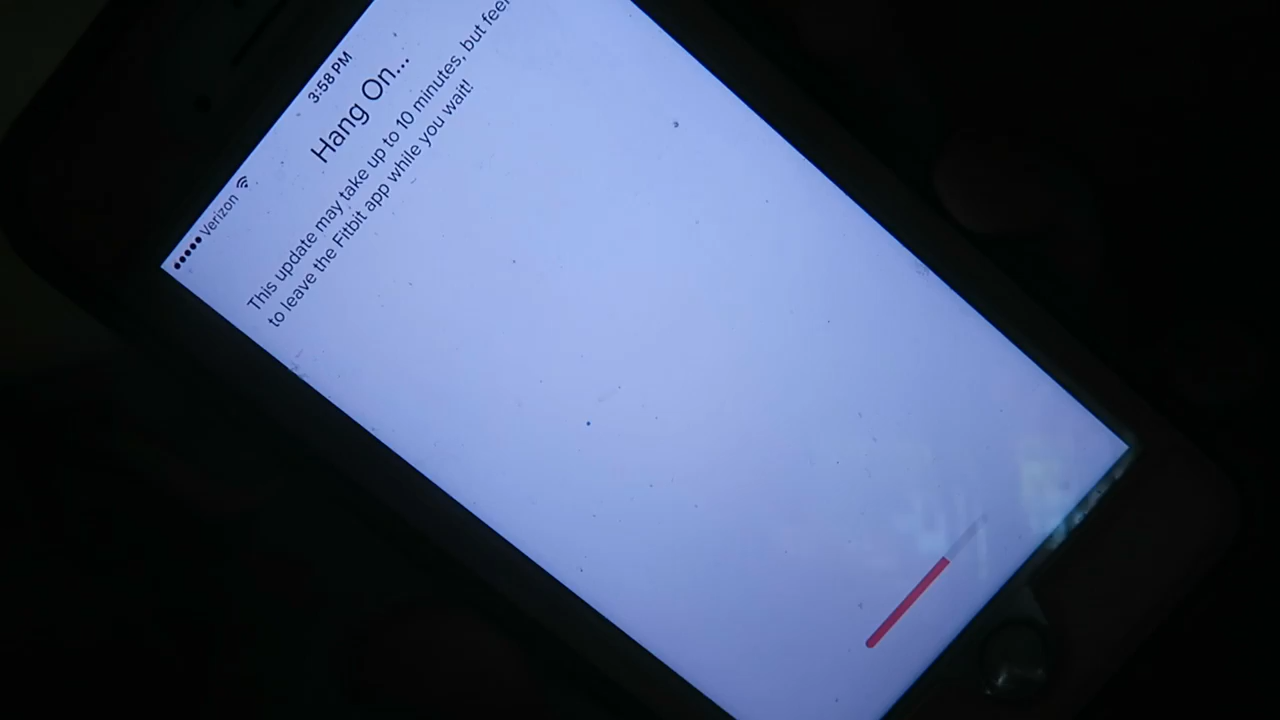 Verizon 3:58 PM
Hang On...
This update may take up to 10 minutes, but feel
to leave the Fitbit app while you wait!